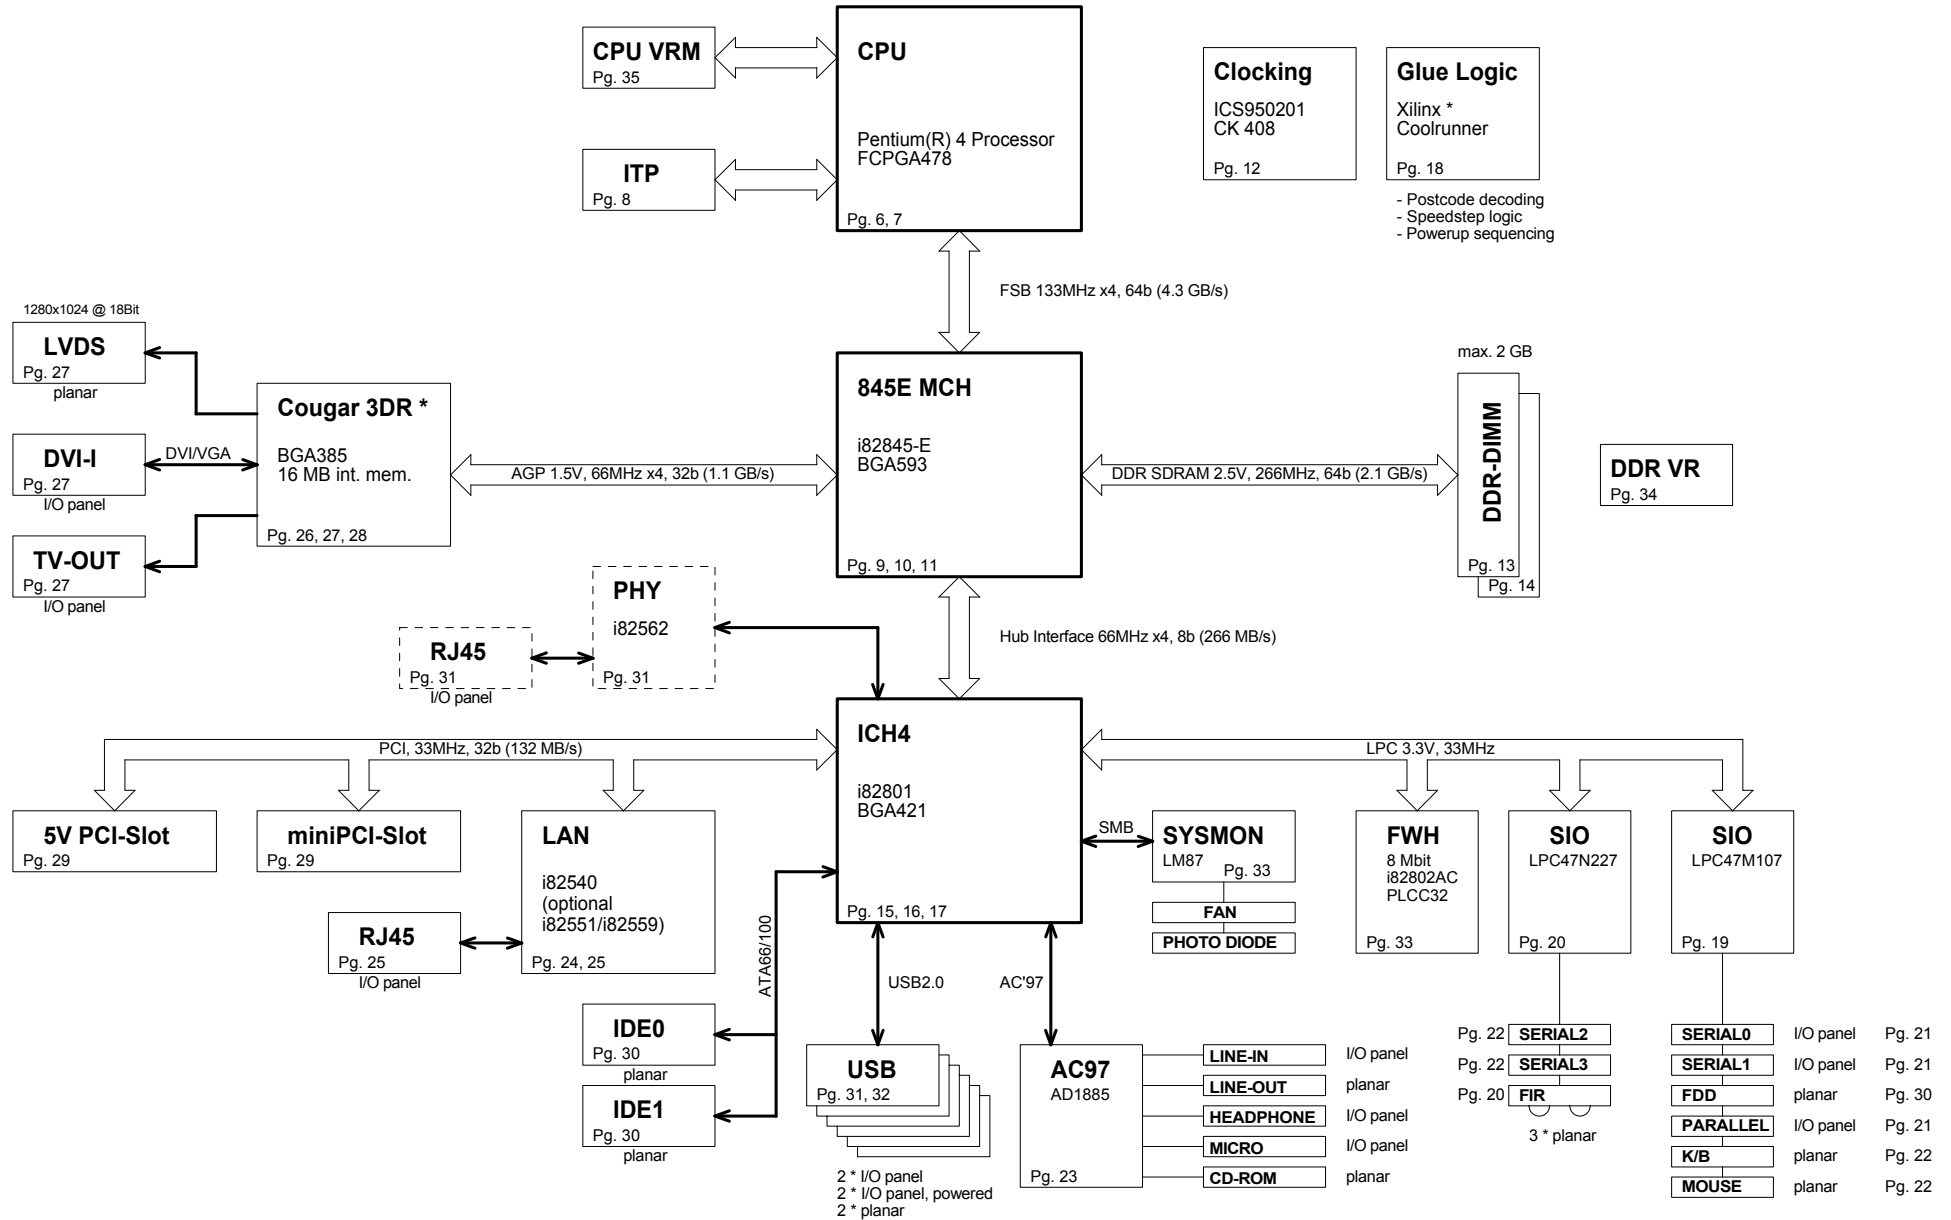 CPU VRM
Pg. 35
CPU
Pentium(R) 4 Processor
FCPGA478
Pg. 6, 7
ITP
Pg. 8
Clocking
ICS950201
CK 408
Pg. 12
Glue Logic
Xilinx *
Coolrunner
Pg. 18
- Postcode decoding
- Speedstep logic
- Powerup sequencing
FSB 133MHz x4, 64b (4.3 GB/s)
1280x1024 @ 18Bit
LVDS
Pg. 27
planar
DVI-I
Pg. 27
I/O panel
DVI/VGA
TV-OUT
Pg. 27
I/O panel
Cougar 3DR *
BGA385
16 MB int. mem.
Pg. 26, 27, 28
AGP 1.5V, 66MHz x4, 32b (1.1 GB/s)
845E MCH
i82845-E
BGA593
Pg. 9, 10, 11
DDR SDRAM 2.5V, 266MHz, 64b (2.1 GB/s)
max. 2 GB
DDR-DIMM
Pg. 13
Pg. 14
DDR VR
Pg. 34
PHY
i82562
Pg. 31
RJ45
Pg. 31
I/O panel
Hub Interface 66MHz x4, 8b (266 MB/s)
ICH4
i82801
BGA421
Pg. 15, 16, 17
PCI, 33MHz, 32b (132 MB/s)
LPC 3.3V, 33MHz
5V PCI-Slot
Pg. 29
miniPCI-Slot
Pg. 29
LAN
i82540
(optional
i82551/i82559)
Pg. 24, 25
RJ45
Pg. 25
I/O panel
SMB
SYSMON
LM87
Pg. 33
FAN
PHOTO DIODE
FWH
8 Mbit
i82802AC
PLCC32
Pg. 33
SIO
LPC47N227
Pg. 20
SIO
LPC47M107
Pg. 19
ATA66/100
IDE0
Pg. 30
planar
IDE1
Pg. 30
planar
USB2.0
USB
Pg. 31, 32
2 * I/O panel
2 * I/O panel, powered
2 * planar
AC'97
AC97
AD1885
Pg. 23
LINE-IN I/O panel
LINE-OUT planar
HEADPHONE I/O panel
MICRO I/O panel
CD-ROM planar
Pg. 22 SERIAL2
Pg. 22 SERIAL3
Pg. 20 FIR
3 * planar
SERIAL0 I/O panel Pg. 21
SERIAL1 I/O panel Pg. 21
FDD planar Pg. 30
PARALLEL I/O panel Pg. 21
K/B planar Pg. 22
MOUSE planar Pg. 22